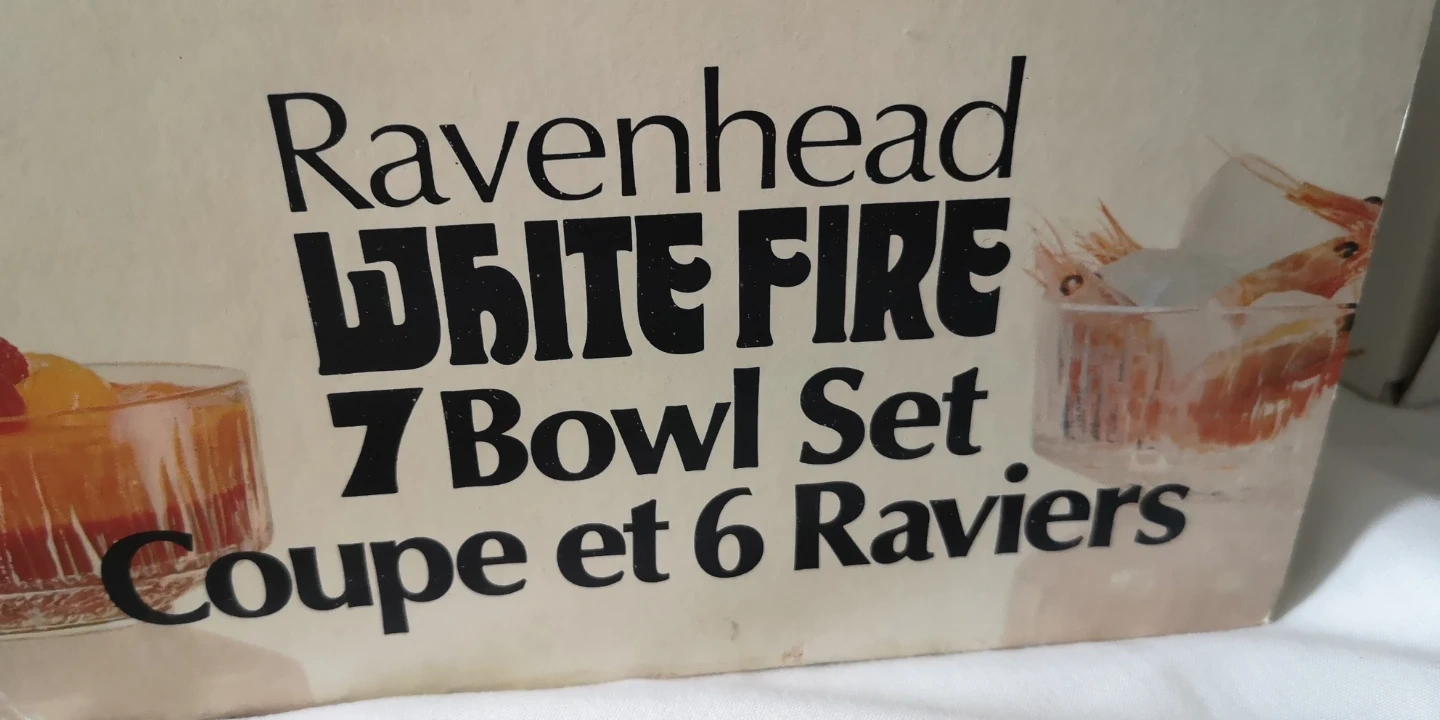 Ravenhead
WhITE FIRE
7 Bowl Set
Coupe et 6 Raviers